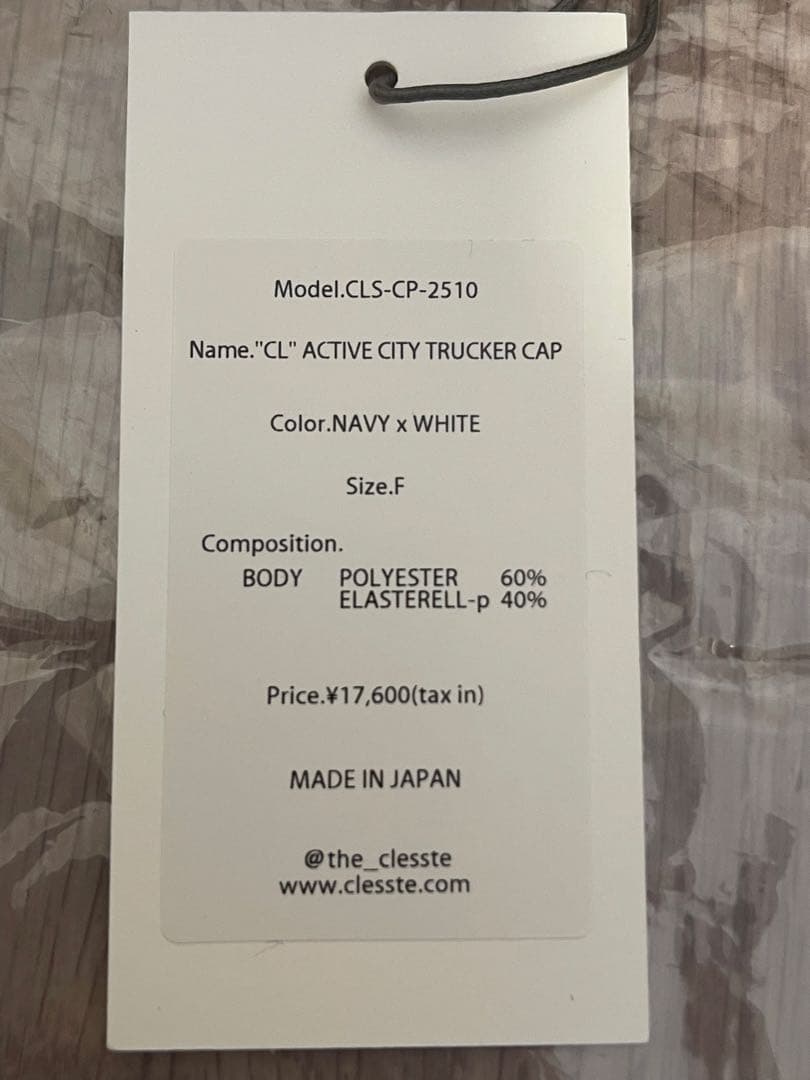 Model.CLS-CP-2510
Name."CL" ACTIVE CITY TRUCKER CAP
Color.NAVY x WHITE
Size.F
Composition.
BODY POLYESTER 60%
ELASTERELL-p 40%
Price.¥17,600(tax in)
MADE IN JAPAN
@the_clesste
www.clesste.com